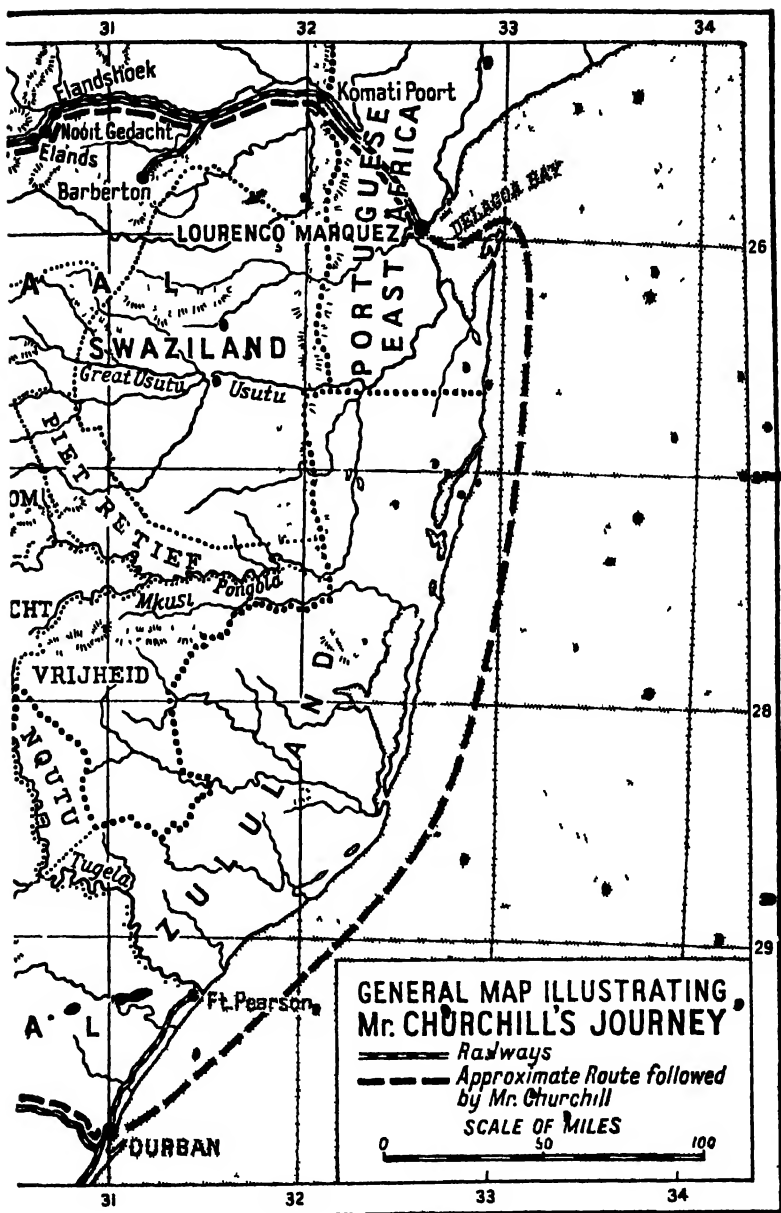 31 32 33 34
Elandshoek
Komati Poort
Nooit Gedacht
Elands
Barberton
DELAGOA BAY
LOURENCO MARQUEZ
26
PORTUGUESE
EAST AFRICA
A A L
SWAZILAND
Great Usutu
Usutu
PIET RETIEF
OM
Pongola
Mkusi
CHT
VRIJHEID
28
NQUTU
ZULULAND
Tugela
29
Ft. Pearson
A L
DURBAN
GENERAL MAP ILLUSTRATING
Mr. CHURCHILL'S JOURNEY
Railways
Approximate Route followed
by Mr. Churchill
SCALE OF MILES
0 50 100
31 32 33 34